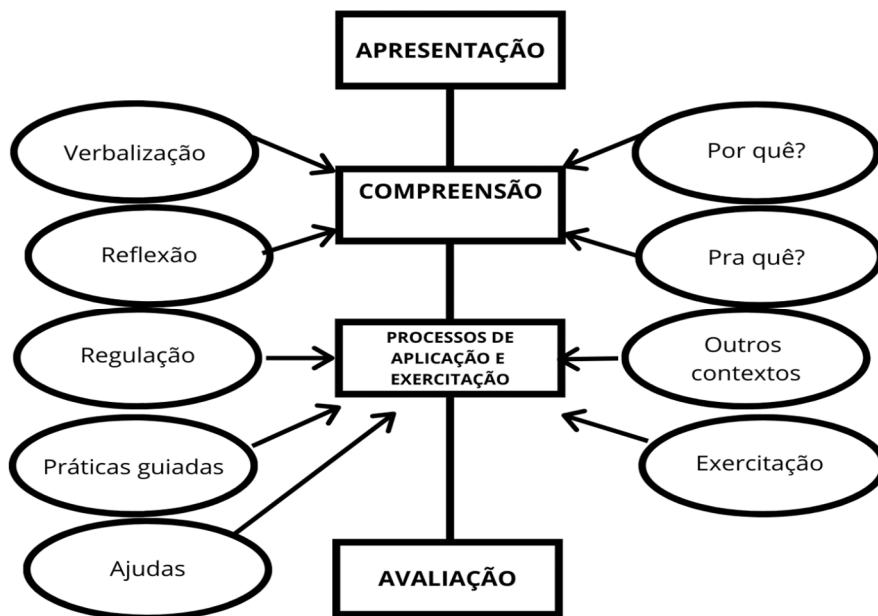 APRESENTAÇÃO
Verbalização
Por quê?
COMPREENSÃO
Reflexão
Pra quê?
PROCESSOS DE
APLICAÇÃO E
EXERCITAÇÃO
Regulação
Outros
contextos
Práticas guiadas
Exercitação
Ajudas
AVALIAÇÃO